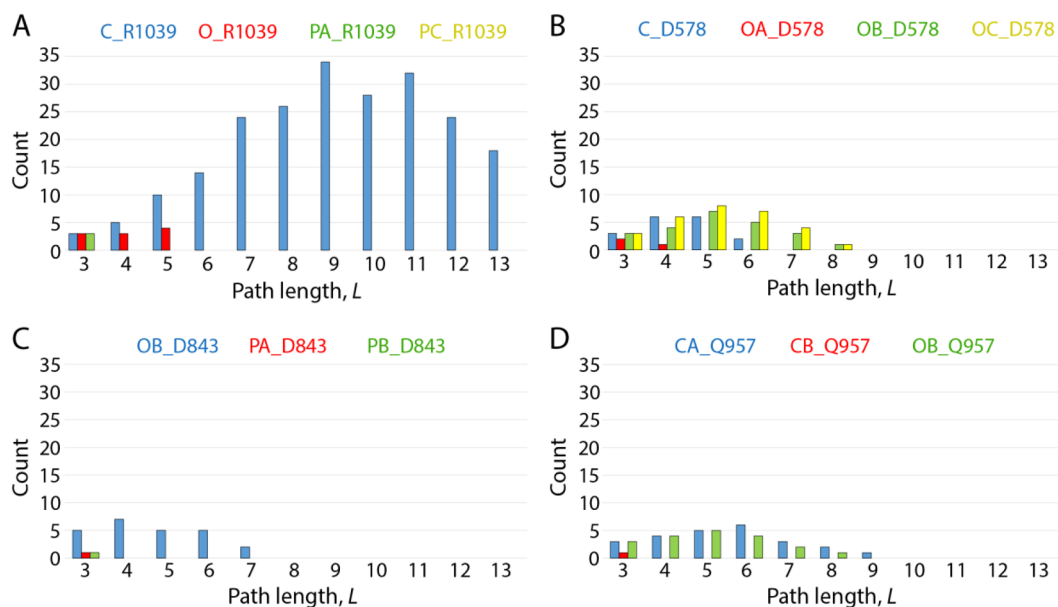 A
C_R1039 O_R1039 PA_R1039 PC_R1039
35
30
25
20
15
10
5
0
Count
3 4 5 6 7 8 9 10 11 12 13
Path length, L
B
C_D578 OA_D578 OB_D578 OC_D578
35
30
25
20
15
10
5
0
Count
3 4 5 6 7 8 9 10 11 12 13
Path length, L
C
OB_D843 PA_D843 PB_D843
35
30
25
20
15
10
5
0
Count
3 4 5 6 7 8 9 10 11 12 13
Path length, L
D
CA_Q957 CB_Q957 OB_Q957
35
30
25
20
15
10
5
0
Count
3 4 5 6 7 8 9 10 11 12 13
Path length, L